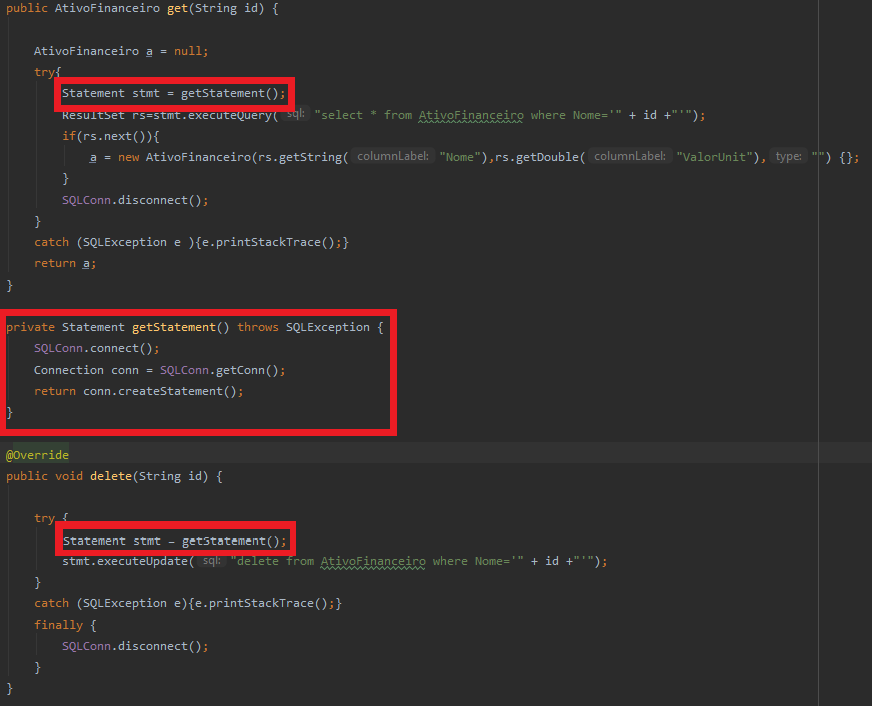 public AtivoFinanceiro get(String id) {
AtivoFinanceiro a = null;
try{
Statement stmt = getStatement();
ResultSet rs=stmt.executeQuery( sql: "select * from AtivoFinanceiro where Nome='" + id +"'");
if(rs.next()){
a = new AtivoFinanceiro(rs.getString( columnLabel: "Nome"),rs.getDouble( columnLabel: "ValorUnit"), type: "") {};
}
SQLConn.disconnect();
}
catch (SQLException e ){e.printStackTrace();}
return a;
}
private Statement getStatement() throws SQLException {
SQLConn.connect();
Connection conn = SQLConn.getConn();
return conn.createStatement();
}
@Override
public void delete(String id) {
try {
Statement stmt = getStatement();
stmt.executeUpdate( sql: "delete from AtivoFinanceiro where Nome='" + id +"'");
}
catch (SQLException e){e.printStackTrace();}
finally {
SQLConn.disconnect();
}
}